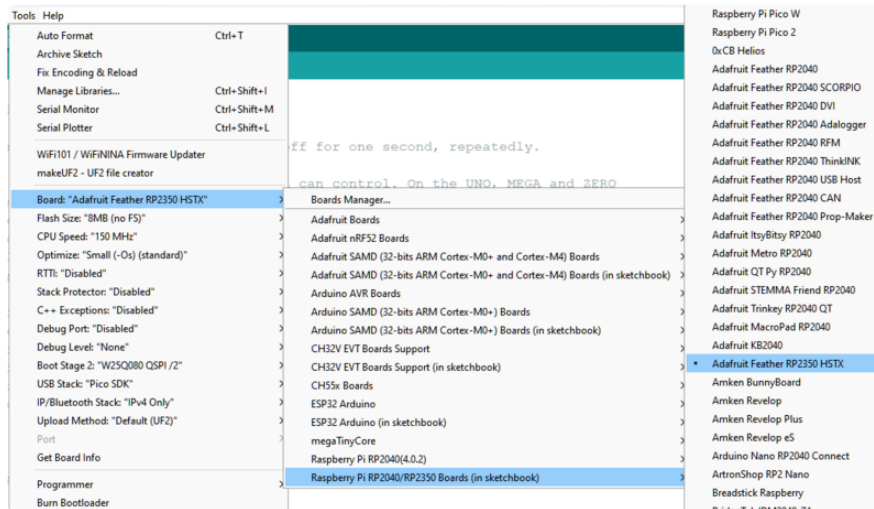 Tools Help
Auto Format Ctrl+T
Archive Sketch
Fix Encoding & Reload
Manage Libraries... Ctrl+Shift+I
Serial Monitor Ctrl+Shift+M
Serial Plotter Ctrl+Shift+L
WiFi101 / WiFiNINA Firmware Updater
makeUF2 - UF2 file creator
Board: "Adafruit Feather RP2350 HSTX"
Flash Size: "8MB (no FS)"
CPU Speed: "150 MHz"
Optimize: "Small (-Os) (standard)"
RTTI: "Disabled"
Stack Protector: "Disabled"
C++ Exceptions: "Disabled"
Debug Port: "Disabled"
Debug Level: "None"
Boot Stage 2: "W25Q080 QSPI /2"
USB Stack: "Pico SDK"
IP/Bluetooth Stack: "IPv4 Only"
Upload Method: "Default (UF2)"
Port
Get Board Info
Programmer
Burn Bootloader
ff for one second, repeatedly.
can control. On the UNO, MEGA and ZERO
Boards Manager...
Adafruit Boards
Adafruit nRF52 Boards
Adafruit SAMD (32-bits ARM Cortex-M0+ and Cortex-M4) Boards
Adafruit SAMD (32-bits ARM Cortex-M0+ and Cortex-M4) Boards (in sketchbook)
Arduino AVR Boards
Arduino SAMD (32-bits ARM Cortex-M0+) Boards
Arduino SAMD (32-bits ARM Cortex-M0+) Boards (in sketchbook)
CH32V EVT Boards Support
CH32V EVT Boards Support (in sketchbook)
CH55x Boards
ESP32 Arduino
ESP32 Arduino (in sketchbook)
megaTinyCore
Raspberry Pi RP2040(4.0.2)
Raspberry Pi RP2040/RP2350 Boards (in sketchbook)
Raspberry Pi Pico W
Raspberry Pi Pico 2
0xCB Helios
Adafruit Feather RP2040
Adafruit Feather RP2040 SCORPIO
Adafruit Feather RP2040 DVI
Adafruit Feather RP2040 Adalogger
Adafruit Feather RP2040 RFM
Adafruit Feather RP2040 ThinkINK
Adafruit Feather RP2040 USB Host
Adafruit Feather RP2040 CAN
Adafruit Feather RP2040 Prop-Maker
Adafruit ItsyBitsy RP2040
Adafruit Metro RP2040
Adafruit QT Py RP2040
Adafruit STEMMA Friend RP2040
Adafruit Trinkey RP2040 QT
Adafruit MacroPad RP2040
Adafruit KB2040
Adafruit Feather RP2350 HSTX
Amken BunnyBoard
Amken Revelop
Amken Revelop Plus
Amken Revelop eS
Arduino Nano RP2040 Connect
ArtronShop RP2 Nano
Breadstick Raspberry